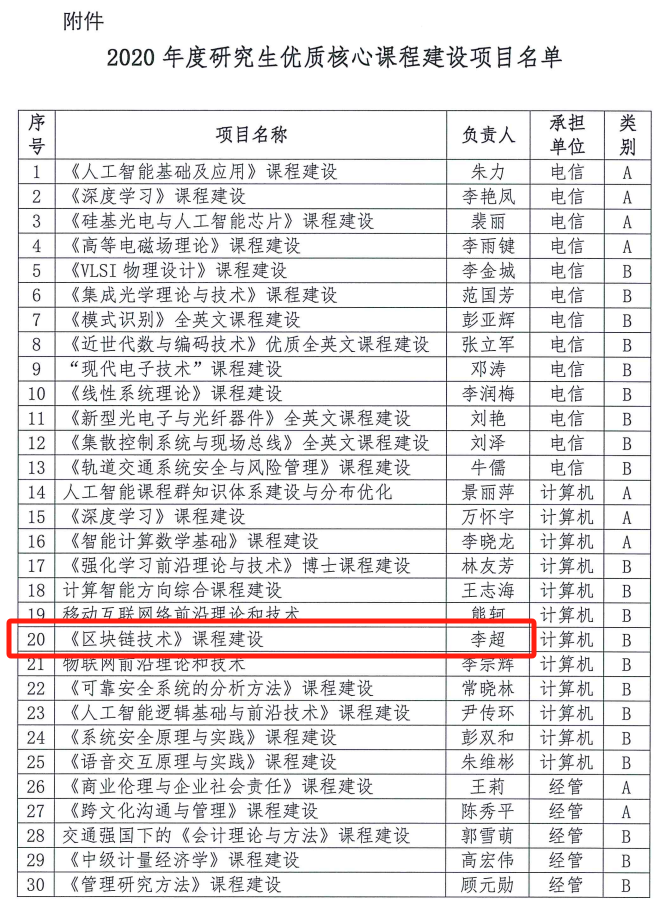 附件
2020 年度研究生优质核心课程建设项目名单
序号 项目名称 负责人 承担单位 类别
1 《人工智能基础及应用》课程建设 朱力 电信 A
2 《深度学习》课程建设 李艳凤 电信 A
3 《硅基光电与人工智能芯片》课程建设 裴丽 电信 A
4 《高等电磁场理论》课程建设 李雨键 电信 A
5 《VLSI 物理设计》课程建设 李金城 电信 B
6 《集成光学理论与技术》课程建设 范国芳 电信 B
7 《模式识别》全英文课程建设 彭亚辉 电信 B
8 《近世代数与编码技术》优质全英文课程建设 张立军 电信 B
9 “现代电子技术”课程建设 邓涛 电信 B
10 《线性系统理论》课程建设 李润梅 电信 B
11 《新型光电子与光纤器件》全英文课程建设 刘艳 电信 B
12 《集散控制系统与现场总线》全英文课程建设 刘泽 电信 B
13 《轨道交通系统安全与风险管理》课程建设 牛儒 电信 B
14 人工智能课程群知识体系建设与分布优化 景丽萍 计算机 A
15 《深度学习》课程建设 万怀宇 计算机 A
16 《智能计算数学基础》课程建设 李晓龙 计算机 A
17 《强化学习前沿理论与技术》博士课程建设 林友芳 计算机 B
18 计算智能方向综合课程建设 王志海 计算机 B
19 移动互联网络前沿理论和技术 熊轲 计算机 B
20 《区块链技术》课程建设 李超 计算机 B
21 物联网前沿理论和技术 李宗辉 计算机 B
22 《可靠安全系统的分析方法》课程建设 常晓林 计算机 B
23 《人工智能逻辑基础与前沿技术》课程建设 尹传环 计算机 B
24 《系统安全原理与实践》课程建设 彭双和 计算机 B
25 《语音交互原理与实践》课程建设 朱维彬 计算机 B
26 《商业伦理与企业社会责任》课程建设 王莉 经管 A
27 《跨文化沟通与管理》课程建设 陈秀平 经管 A
28 交通强国下的《会计理论与方法》课程建设 郭雪萌 经管 B
29 《中级计量经济学》课程建设 高宏伟 经管 B
30 《管理研究方法》课程建设 顾元勋 经管 B